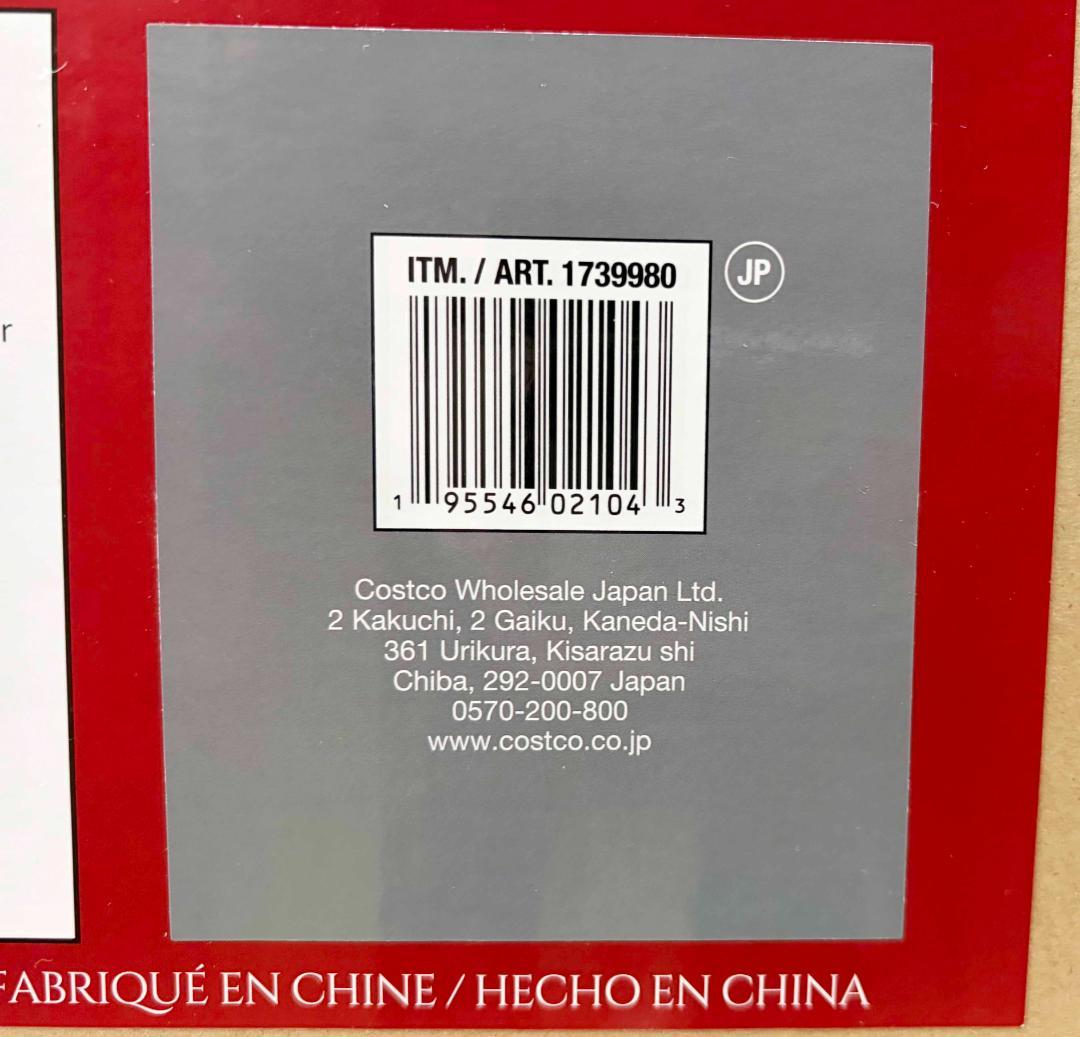 r
ITM. / ART. 1739980
JP
1 95546 02104 3
Costco Wholesale Japan Ltd.
2 Kakuchi, 2 Gaiku, Kaneda-Nishi
361 Urikura, Kisarazu shi
Chiba, 292-0007 Japan
0570-200-800
www.costco.co.jp
FABRIQUÉ EN CHINE / HECHO EN CHINA